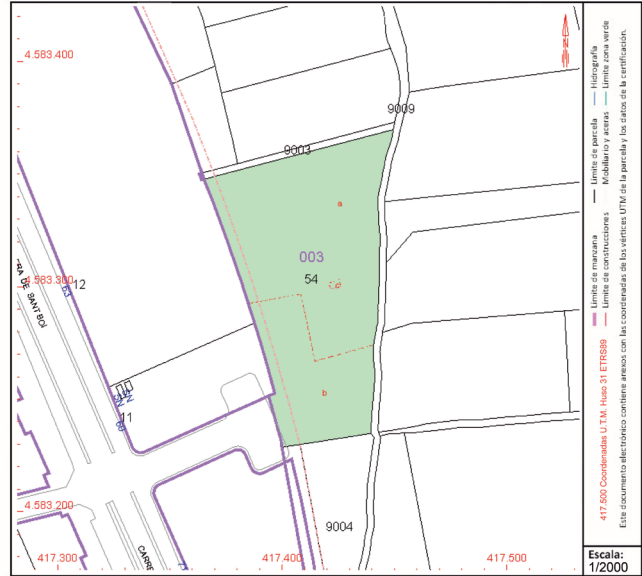 4.583.400
9009
9003
a
003
54
4.583.300
12
63
RA DE SANT BOI
11
b
4.583.200
9004
CARRE
417.300
417.400
417.500
N
417.500 Coordenadas U.T.M. Huso 31 ETRS89
Límite de manzana
Límite de parcela
Hidrografía
Límite de construcciones
Mobiliario y aceras
Límite zona verde
Este documento electrónico contiene anexos con las coordenadas de los vértices UTM de la parcela y los datos de la certificación.
Escala:
1/2000